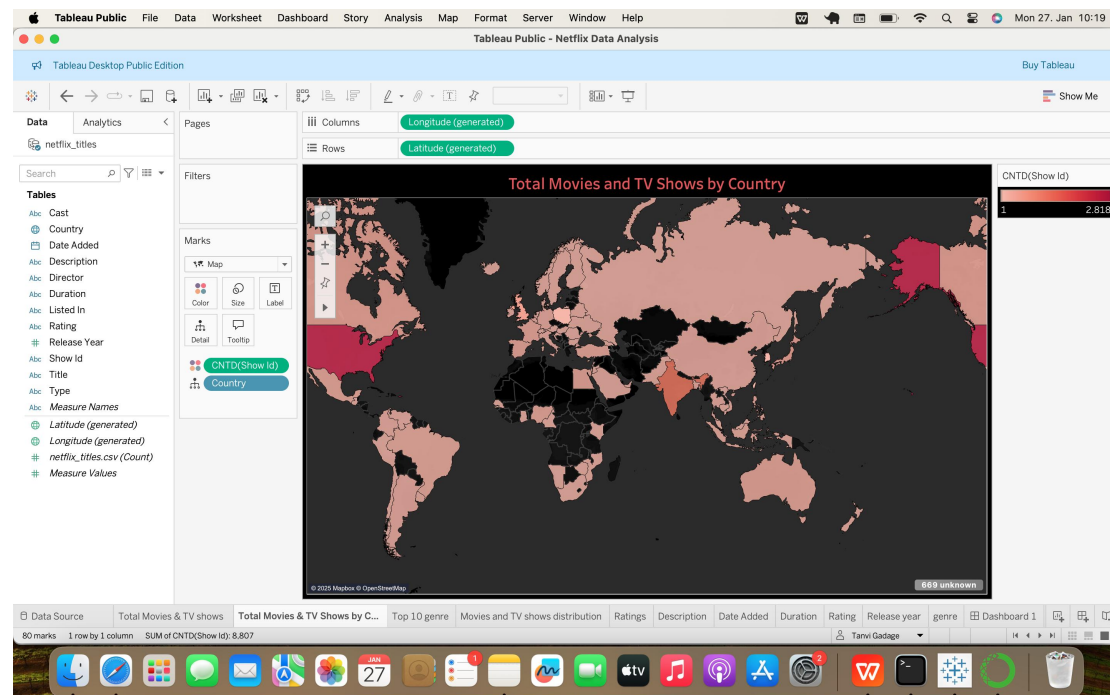 Tableau Public File Data Worksheet Dashboard Story Analysis Map Format Server Window Help Mon 27. Jan 10:19
Tableau Public - Netflix Data Analysis
Tableau Desktop Public Edition Buy Tableau
Show Me
Data Analytics
Pages
Columns Longitude (generated)
netflix_titles
Rows Latitude (generated)
Search
Filters
Tables
Abc Cast
Country
Date Added
Abc Description
Abc Director
Abc Duration
Abc Listed In
Abc Rating
# Release Year
Abc Show Id
Abc Title
Abc Type
Abc Measure Names
Latitude (generated)
Longitude (generated)
# netflix_titles.csv (Count)
# Measure Values
Marks
Map
Color Size Label
Detail Tooltip
CNTD(Show Id)
Country
Total Movies and TV Shows by Country
© 2025 Mapbox © OpenStreetMap
669 unknown
CNTD(Show Id)
1 2.818
Data Source Total Movies & TV shows Total Movies & TV Shows by C... Top 10 genre Movies and TV shows distribution Ratings Description Date Added Duration Rating Release year genre Dashboard 1
80 marks 1 row by 1 column SUM of CNTD(Show Id): 8,807 Tanvi Gadage
JAN
27
1
tv
2